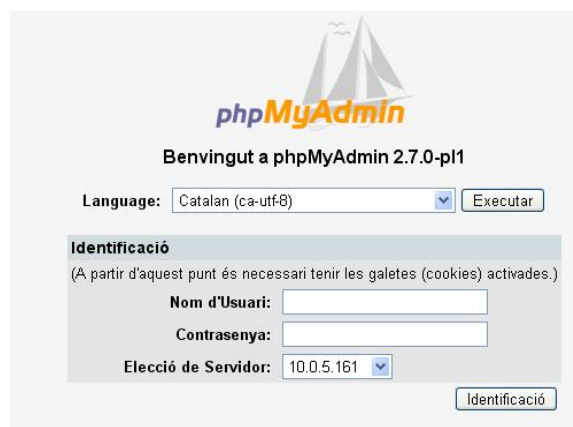 phpMyAdmin
Benvingut a phpMyAdmin 2.7.0-pl1
Language: Catalan (ca-utf-8) Executar
Identificació
(A partir d'aquest punt és necessari tenir les galetes (cookies) activades.)
Nom d'Usuari:
Contrasenya:
Elecció de Servidor: 10.0.5.161
Identificació